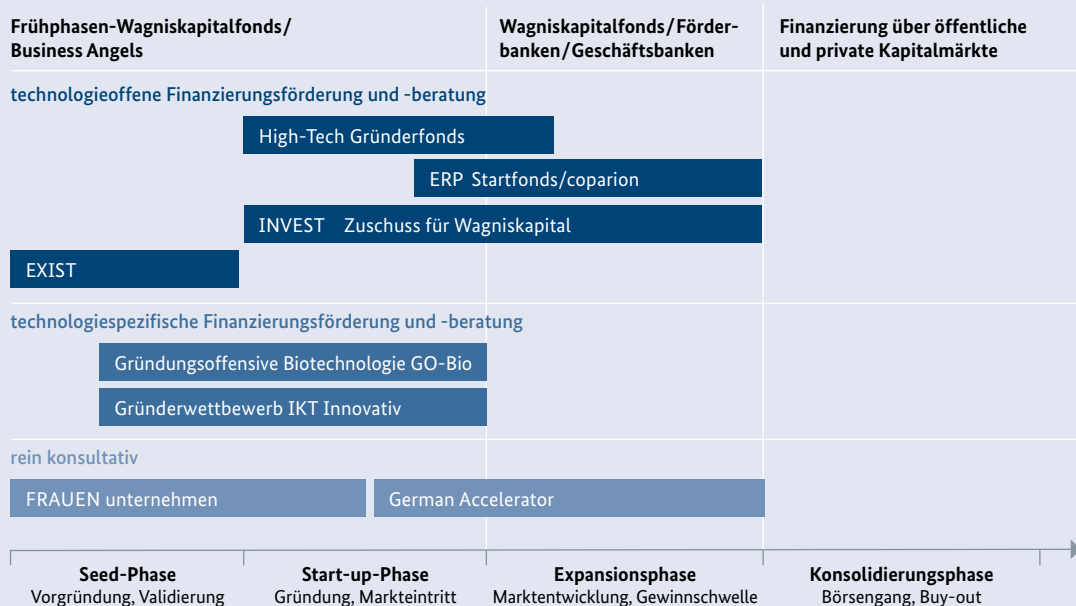 Frühphasen-Wagniskapitalfonds/
Business Angels
Wagniskapitalfonds/Förder-
banken/Geschäftsbanken
Finanzierung über öffentliche
und private Kapitalmärkte
technologieoffene Finanzierungsförderung und -beratung
High-Tech Gründerfonds
ERP Startfonds/coparion
INVEST Zuschuss für Wagniskapital
EXIST
technologiespezifische Finanzierungsförderung und -beratung
Gründungsoffensive Biotechnologie GO-Bio
Gründerwettbewerb IKT Innovativ
rein konsultativ
FRAUEN unternehmen
German Accelerator
Seed-Phase
Vorgründung, Validierung
Start-up-Phase
Gründung, Markteintritt
Expansionsphase
Marktentwicklung, Gewinnschwelle
Konsolidierungsphase
Börsengang, Buy-out